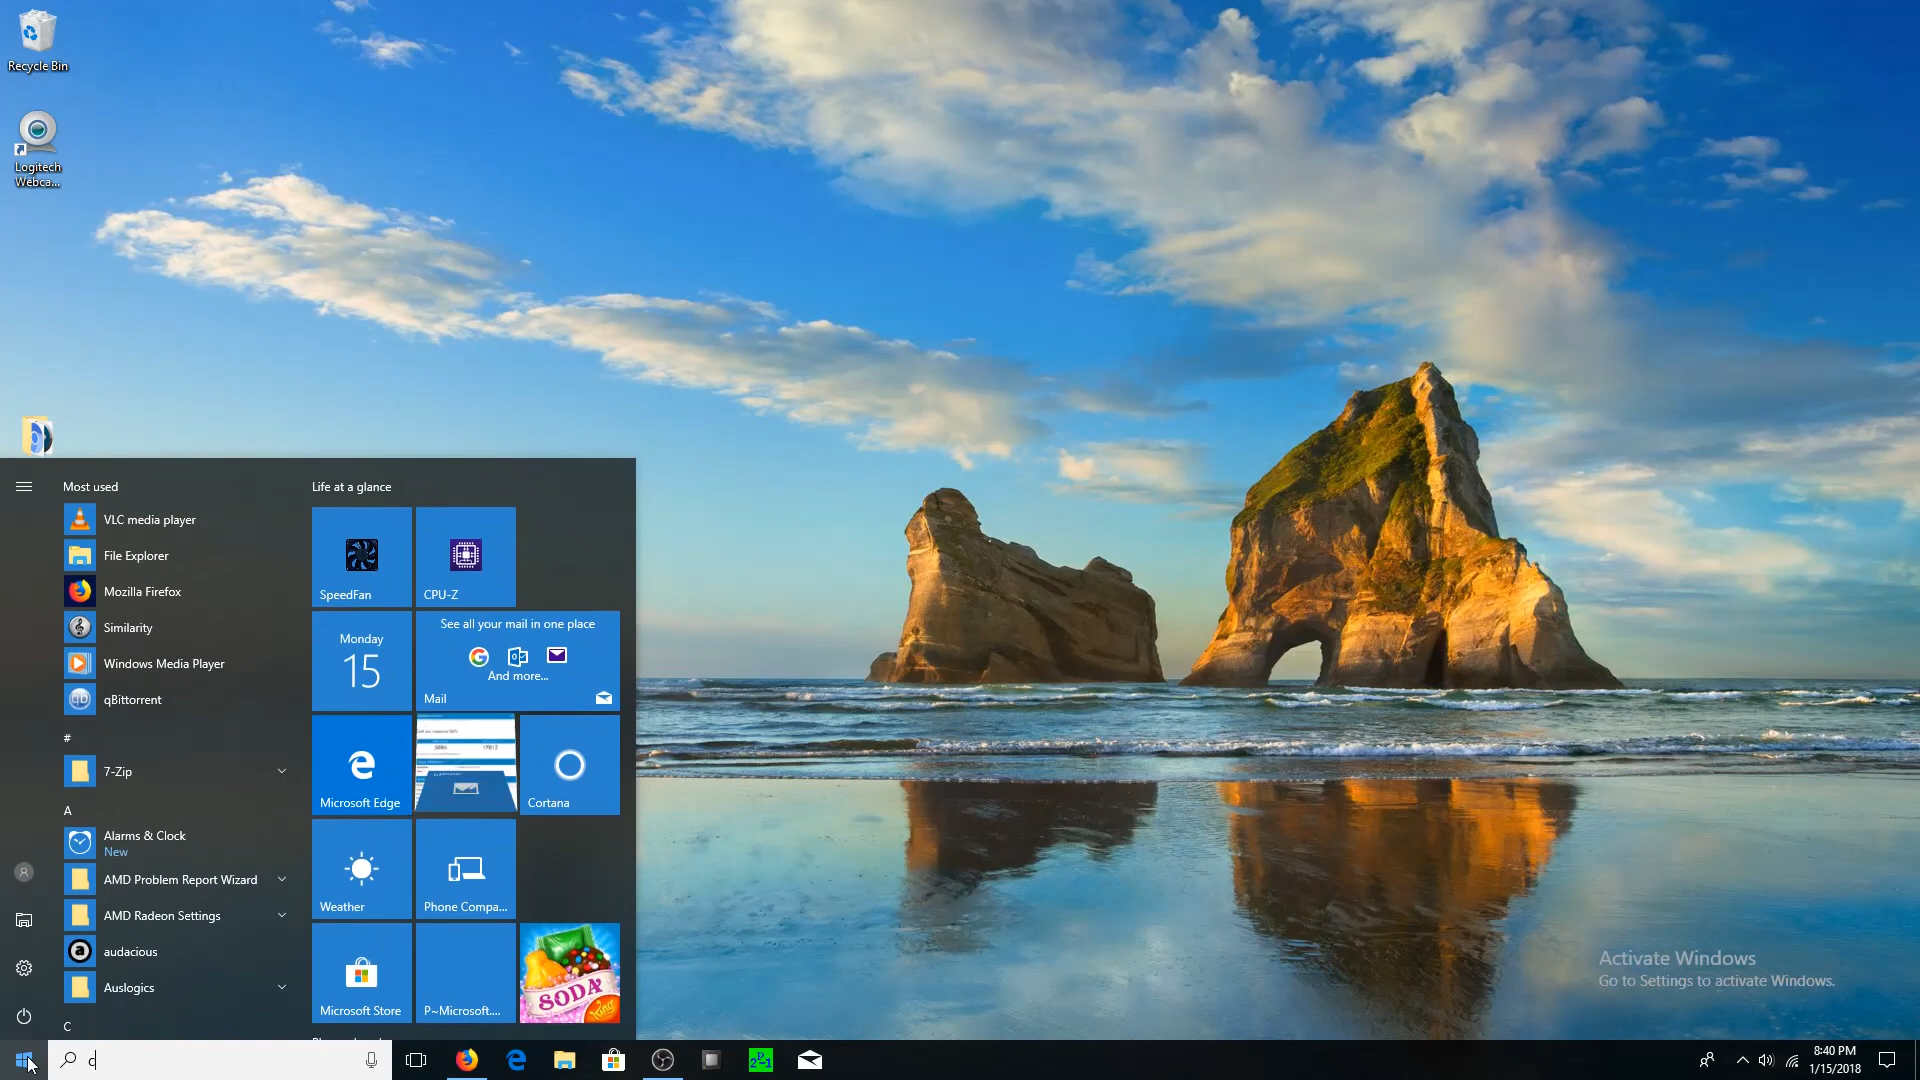 Recycle Bin
Logitech
Webca...
Most used
VLC media player
File Explorer
Mozilla Firefox
Similarity
Windows Media Player
qBittorrent
#
7-Zip
A
Alarms & Clock
New
AMD Problem Report Wizard
AMD Radeon Settings
audacious
Auslogics
C
Life at a glance
SpeedFan
CPU-Z
Monday
15
See all your mail in one place
And more...
Mail
Microsoft Edge
Cortana
Weather
Phone Compa...
Microsoft Store
P~Microsoft....
SODA
King
Activate Windows
Go to Settings to activate Windows.
c
8:40 PM
1/15/2018